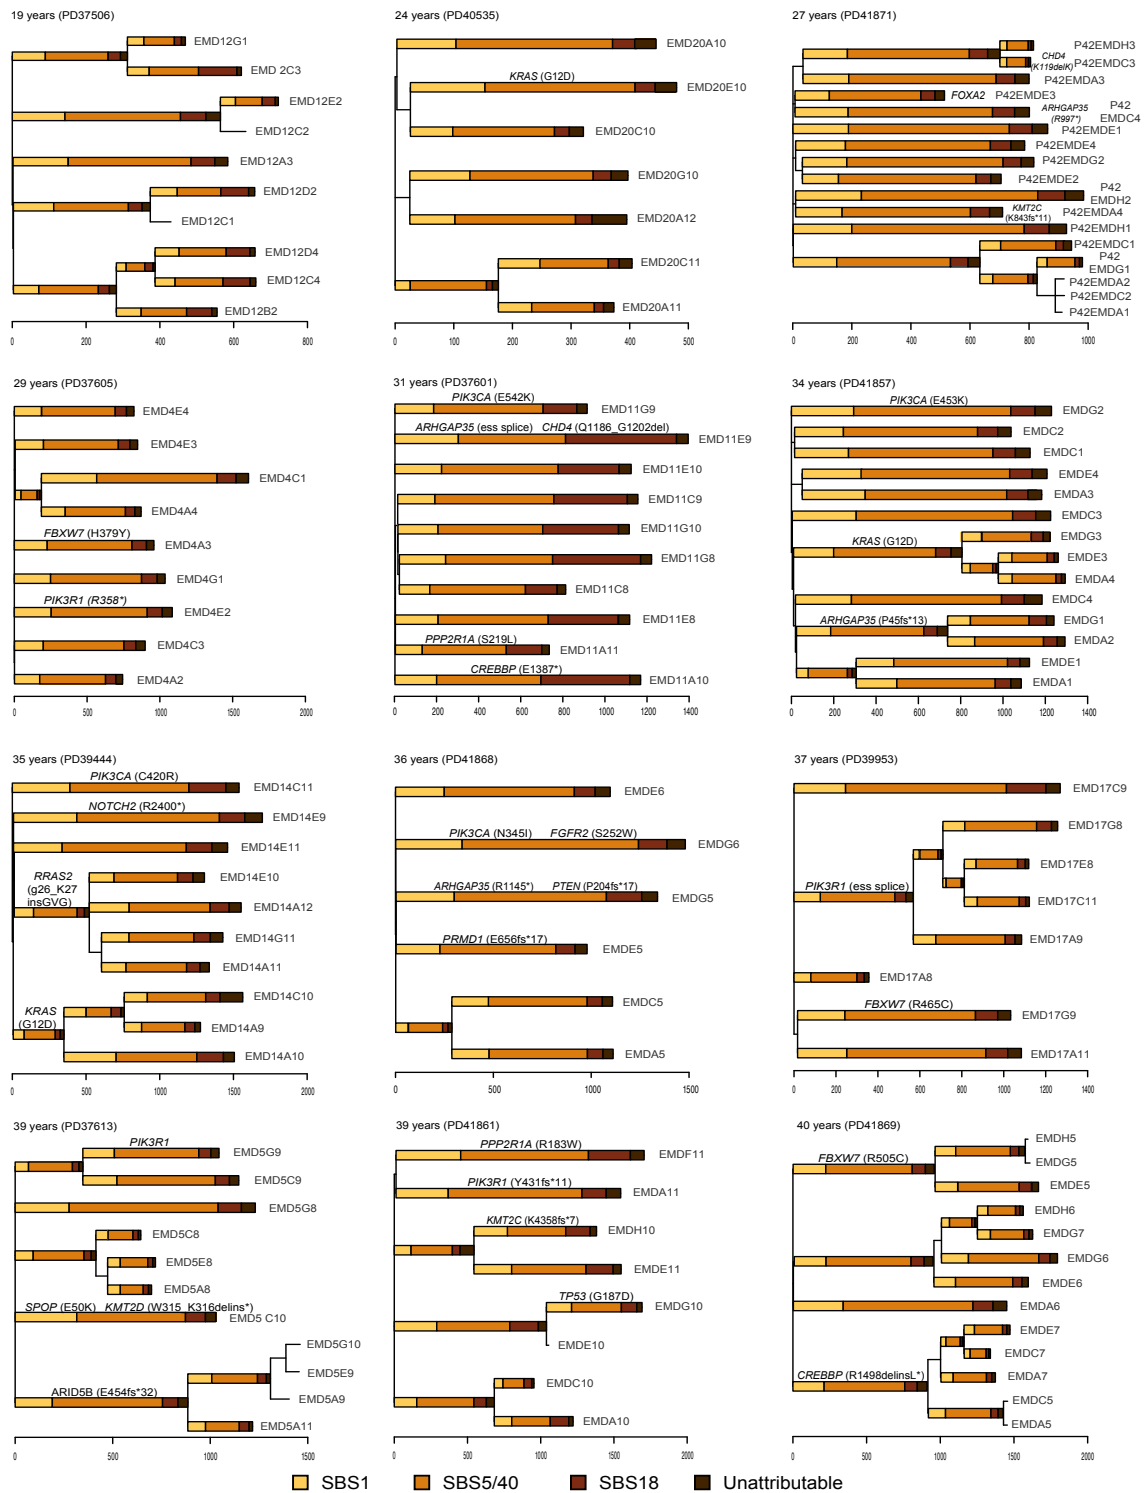 19 years (PD37506)
EMD12G1
EMD 2C3
EMD12E2
EMD12C2
EMD12A3
EMD12D2
EMD12C1
EMD12D4
EMD12C4
EMD12B2
0 200 400 600 800
24 years (PD40535)
EMD20A10
KRAS (G12D)
EMD20E10
EMD20C10
EMD20G10
EMD20A12
EMD20C11
EMD20A11
0 100 200 300 400 500
27 years (PD41871)
P42EMDH3
CHD4
(K119delK)
P42EMDC3
P42EMDA3
FOXA2 P42EMDE3
ARHGAP35
(R997*)
P42
EMDC4
P42EMDE1
P42EMDE4
P42EMDG2
P42EMDE2
P42
EMDH2
KMT2C
(K843fs*11)
P42EMDA4
P42EMDH1
P42EMDC1
P42
EMDG1
P42EMDA2
P42EMDC2
P42EMDA1
0 200 400 600 800 1000
29 years (PD37605)
EMD4E4
EMD4E3
EMD4C1
EMD4A4
FBXW7 (H379Y)
EMD4A3
EMD4G1
PIK3R1 (R358*)
EMD4E2
EMD4C3
EMD4A2
0 500 1000 1500 2000
31 years (PD37601)
PIK3CA (E542K)
EMD11G9
ARHGAP35 (ess splice) CHD4 (Q1186_G1202del)
EMD11E9
EMD11E10
EMD11C9
EMD11G10
EMD11G8
EMD11C8
EMD11E8
PPP2R1A (S219L)
EMD11A11
CREBBP (E1387*)
EMD11A10
0 200 400 600 800 1000 1200 1400
34 years (PD41857)
PIK3CA (E453K)
EMDG2
EMDC2
EMDC1
EMDE4
EMDA3
EMDC3
EMDG3
KRAS (G12D)
EMDE3
EMDA4
EMDC4
EMDG1
ARHGAP35 (P45fs*13)
EMDA2
EMDE1
EMDA1
0 200 400 600 800 1000 1200 1400
35 years (PD39444)
PIK3CA (C420R)
EMD14C11
NOTCH2 (R2400*)
EMD14E9
EMD14E11
RRAS2
(g26_K27
insGVG)
EMD14E10
EMD14A12
EMD14G11
EMD14A11
EMD14C10
KRAS
(G12D)
EMD14A9
EMD14A10
0 500 1000 1500 2000
36 years (PD41868)
EMDE6
PIK3CA (N345I) FGFR2 (S252W)
EMDG6
ARHGAP35 (R1145*) PTEN (P204fs*17)
EMDG5
PRMD1 (E656fs*17)
EMDE5
EMDC5
EMDA5
0 500 1000 1500
37 years (PD39953)
EMD17C9
EMD17G8
EMD17E8
PIK3R1 (ess splice)
EMD17C11
EMD17A9
EMD17A8
FBXW7 (R465C)
EMD17G9
EMD17A11
0 200 400 600 800 1000 1200 1400
39 years (PD37613)
PIK3R1
EMD5G9
EMD5C9
EMD5G8
EMD5C8
EMD5E8
EMD5A8
SPOP (E50K) KMT2D (W315_K316delins*)
EMD5 C10
EMD5G10
EMD5E9
ARID5B (E454fs*32)
EMD5A9
EMD5A11
0 500 1000 1500
39 years (PD41861)
PPP2R1A (R183W)
EMDF11
PIK3R1 (Y431fs*11)
EMDA11
KMT2C (K4358fs*7)
EMDH10
EMDE11
TP53 (G187D)
EMDG10
EMDE10
EMDC10
EMDA10
0 500 1000 1500 2000
40 years (PD41869)
EMDH5
FBXW7 (R505C)
EMDG5
EMDE5
EMDH6
EMDG7
EMDG6
EMDE6
EMDA6
EMDE7
EMDC7
CREBBP (R1498delinsL*)
EMDA7
EMDC5
EMDA5
0 500 1000 1500 2000
SBS1 SBS5/40 SBS18 Unattributable